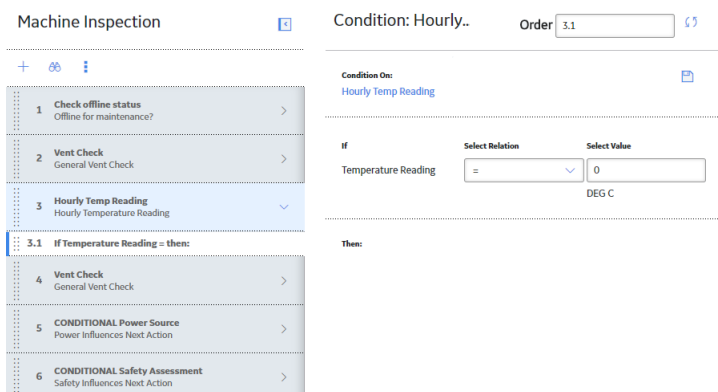 Machine Inspection
1 Check offline status
Offline for maintenance?
2 Vent Check
General Vent Check
3 Hourly Temp Reading
Hourly Temperature Reading
3.1 If Temperature Reading = then:
4 Vent Check
General Vent Check
5 CONDITIONAL Power Source
Power Influences Next Action
6 CONDITIONAL Safety Assessment
Safety Influences Next Action
Condition: Hourly..
Order 3.1
Condition On:
Hourly Temp Reading
If Select Relation Select Value
Temperature Reading = 0
DEG C
Then: